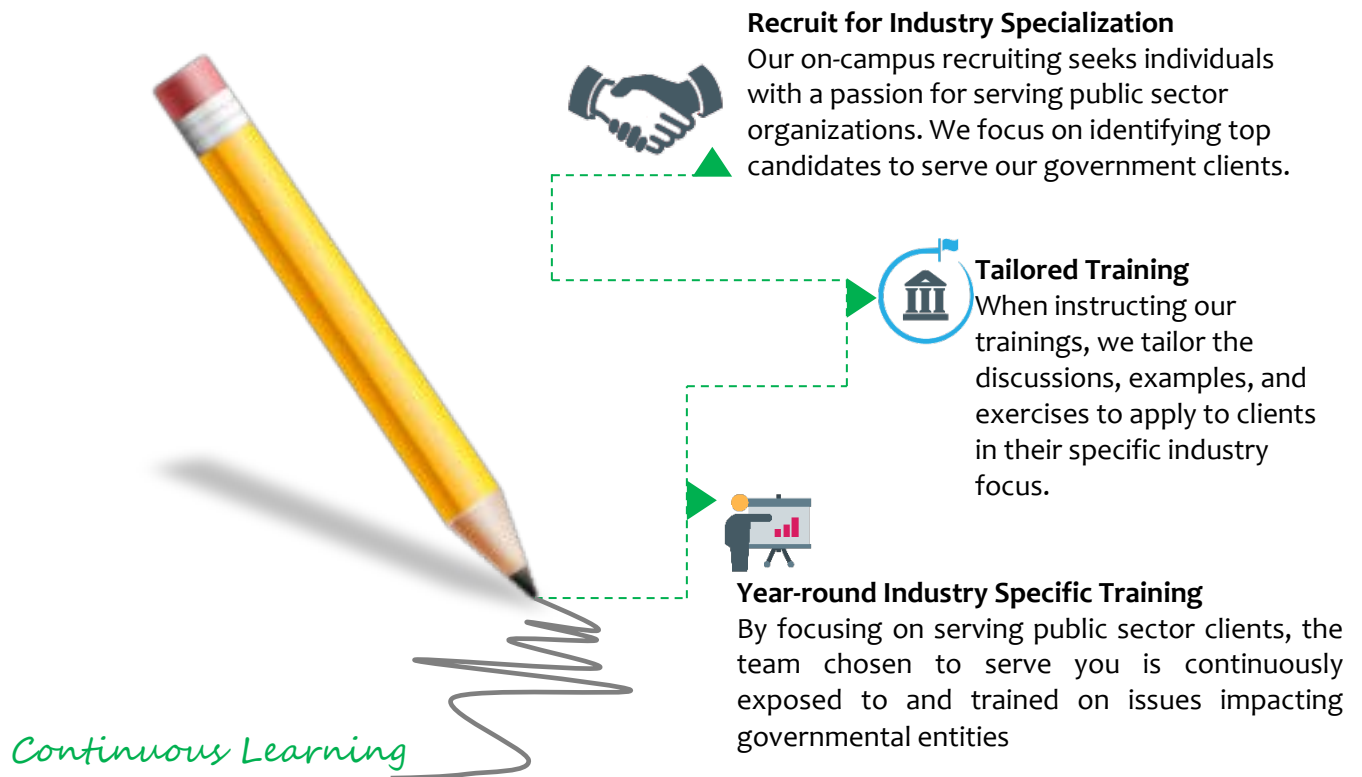 Recruit for Industry Specialization
Our on-campus recruiting seeks individuals
with a passion for serving public sector
organizations. We focus on identifying top
candidates to serve our government clients.
Tailored Training
When instructing our
trainings, we tailor the
discussions, examples, and
exercises to apply to clients
in their specific industry
focus.
Year-round Industry Specific Training
By focusing on serving public sector clients, the
team chosen to serve you is continuously
exposed to and trained on issues impacting
governmental entities
Continuous Learning